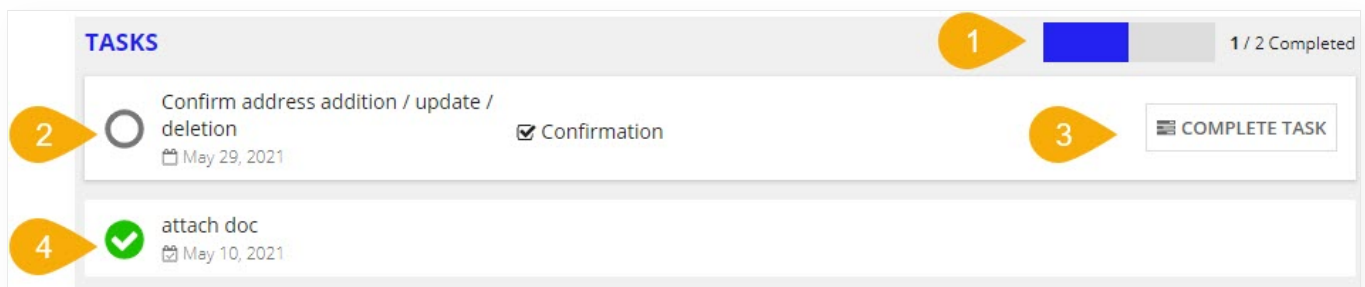 TASKS
1
1 / 2 Completed
2
Confirm address addition / update /
deletion
May 29, 2021
Confirmation
3
COMPLETE TASK
4
attach doc
May 10, 2021